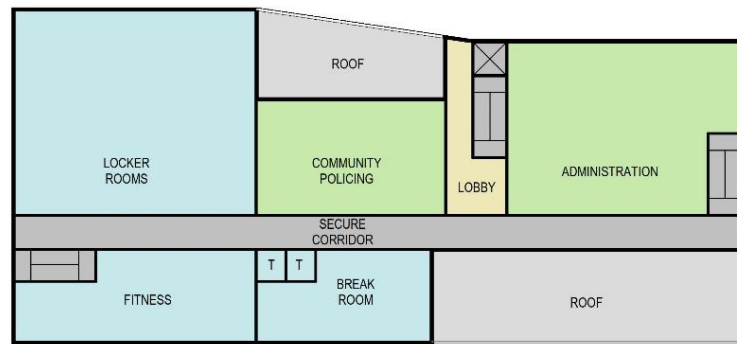 ROOF
LOCKER
ROOMS
COMMUNITY
POLICING
LOBBY
ADMINISTRATION
SECURE
CORRIDOR
FITNESS
T
T
BREAK
ROOM
ROOF